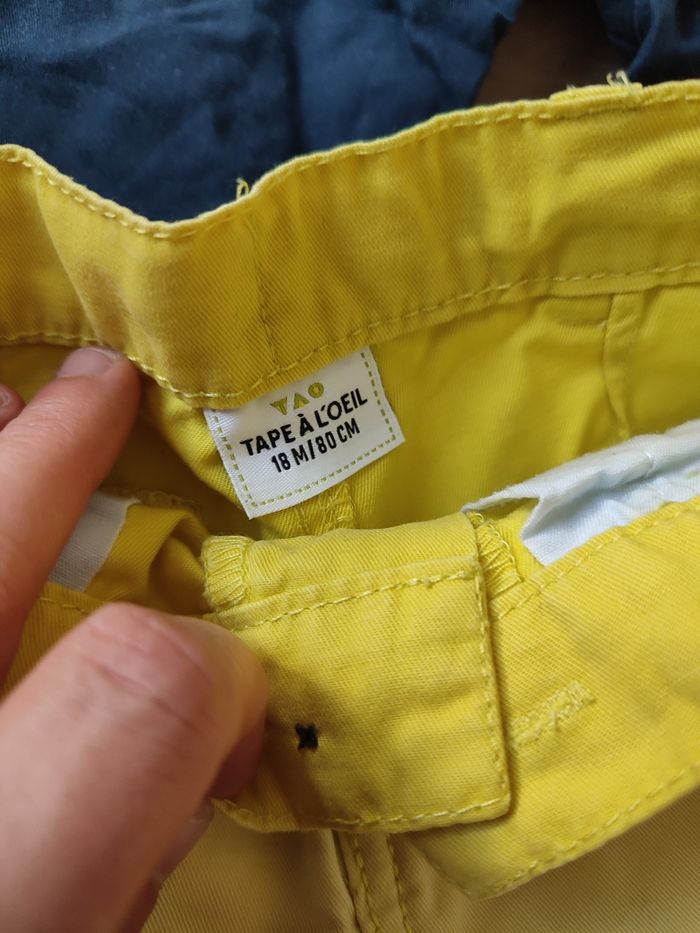 TAO
TAPE À L'OEIL
18 M/80 CM